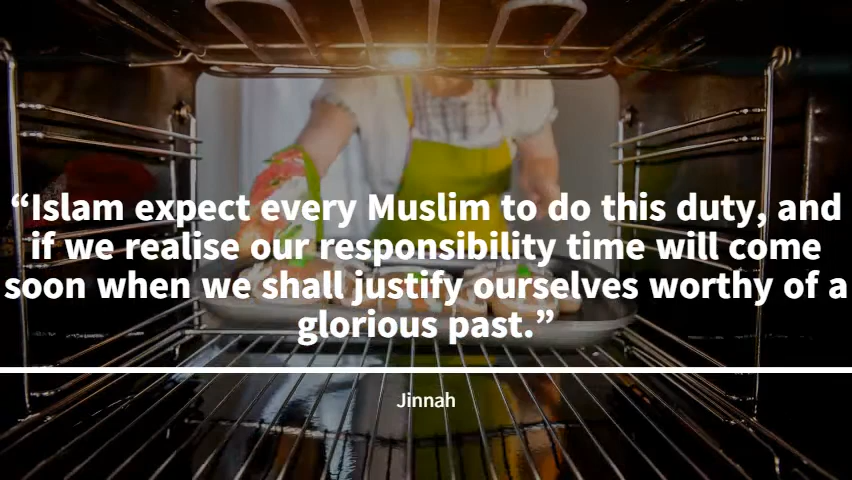 “Islam expect every Muslim to do this duty, and
if we realise our responsibility time will come
soon when we shall justify ourselves worthy of a
glorious past.”
Jinnah